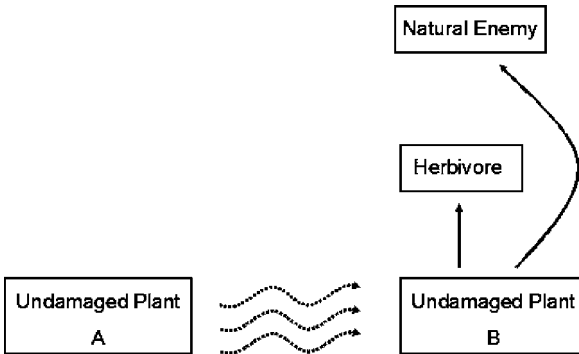 Natural Enemy
Herbivore
Undamaged Plant
A
Undamaged Plant
B